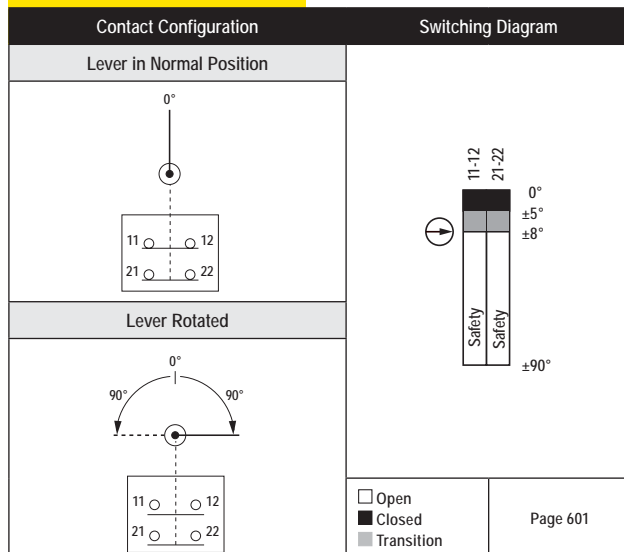 Contact Configuration
Switching Diagram
Lever in Normal Position
0°
11 12
21 22
Lever Rotated
0°
90° 90°
11 12
21 22
11-12 21-22
0°
±5°
±8°
Safety Safety
±90°
Open
Closed
Transition
Page 601